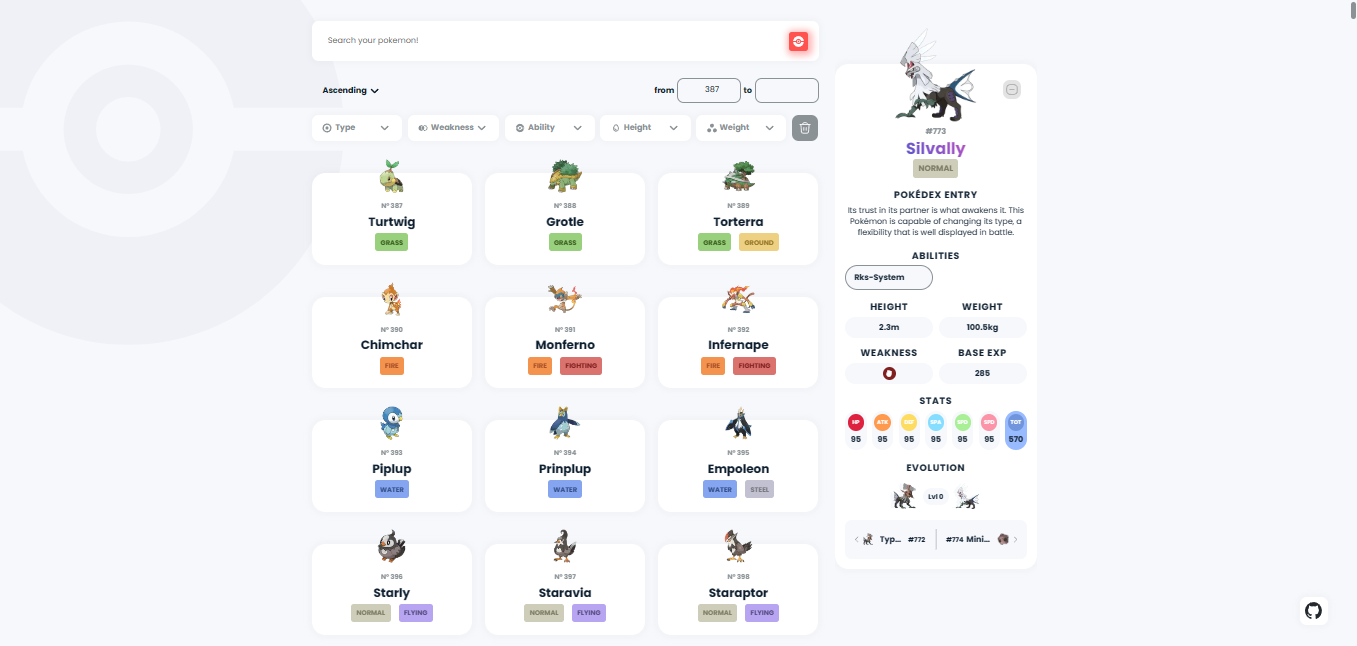 Search your pokemon!
Ascending
from 387 to
Type Weakness Ability Height Weight
Nº 387 Nº 388 Nº 389
Turtwig Grotle Torterra
GRASS GRASS GRASS GROUND
Nº 390 Nº 391 Nº 392
Chimchar Monferno Infernape
FIRE FIRE FIGHTING FIRE FIGHTING
Nº 393 Nº 394 Nº 395
Piplup Prinplup Empoleon
WATER WATER WATER STEEL
Nº 396 Nº 397 Nº 398
Starly Staravia Staraptor
NORMAL FLYING NORMAL FLYING NORMAL FLYING
#773
Silvally
NORMAL
POKÉDEX ENTRY
Its trust in its partner is what awakens it. This
Pokémon is capable of changing its type, a
flexibility that is well displayed in battle.
ABILITIES
Rks-System
HEIGHT WEIGHT
2.3m 100.5kg
WEAKNESS BASE EXP
285
STATS
HP ATK DEF SPA SPD SPD TOT
95 95 95 95 95 95 570
EVOLUTION
Lvl 0
Typ... #772 #774 Mini...